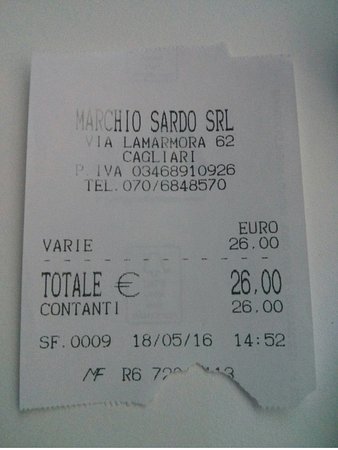 MARCHIO SARDO SRL
VIA LAMARMORA 62
CAGLIARI
P.IVA 03468910926
TEL.070/6848570
EURO
VARIE 26.00
TOTALE € 26,00
CONTANTI 26.00
SF.0009 18/05/16 14:52
MF R6